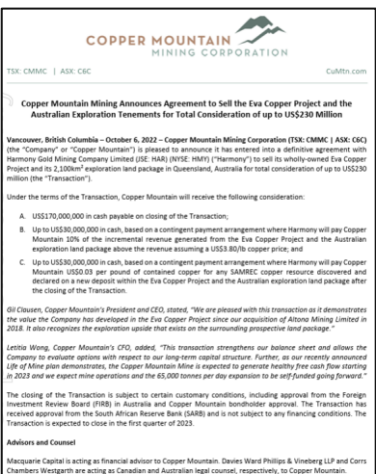 COPPER MOUNTAIN
MINING CORPORATION
TSX: CMMC | ASX: C6C
CuMtn.com
Copper Mountain Mining Announces Agreement to Sell the Eva Copper Project and the
Australian Exploration Tenements for Total Consideration of up to US$230 Million
Vancouver, British Columbia – October 6, 2022 – Copper Mountain Mining Corporation (TSX: CMMC | ASX: C6C)
(the "Company" or "Copper Mountain") is pleased to announce it has entered into a definitive agreement with
Harmony Gold Mining Company Limited (JSE: HAR) (NYSE: HMY) ("Harmony") to sell its wholly-owned Eva Copper
Project and its 2,100km² exploration land package in Queensland, Australia for total consideration of up to US$230
million (the "Transaction").
Under the terms of the Transaction, Copper Mountain will receive the following consideration:
A. US$170,000,000 in cash payable on closing of the Transaction;
B. Up to US$30,000,000 in cash, based on a contingent payment arrangement where Harmony will pay Copper
Mountain 10% of the incremental revenue generated from the Eva Copper Project and the Australian
exploration land package above the revenue assuming a US$3.80/lb copper price; and
C. Up to US$30,000,000 in cash, based on a contingent payment arrangement where Harmony will pay Copper
Mountain US$0.03 per pound of contained copper for any SAMREC copper resource discovered and
declared on a new deposit within the Eva Copper Project and the Australian exploration land package after
the closing of the Transaction.
Gil Clausen, Copper Mountain's President and CEO, stated, "We are pleased with this transaction as it demonstrates
the value the Company has developed in the Eva Copper Project since our acquisition of Altona Mining Limited in
2018. It also recognizes the exploration upside that exists on the surrounding prospective land package."
Letitia Wong, Copper Mountain's CFO, added, "This transaction strengthens our balance sheet and allows the
Company to evaluate options with respect to our long-term capital structure. Further, as our recently announced
Life of Mine plan demonstrates, the Copper Mountain Mine is expected to generate healthy free cash flow starting
in 2023 and we expect mine operations and the 65,000 tonnes per day expansion to be self-funded going forward."
The closing of the Transaction is subject to certain customary conditions, including approval from the Foreign
Investment Review Board (FIRB) in Australia and Copper Mountain bondholder approval. The Transaction has
received approval from the South African Reserve Bank (SARB) and is not subject to any financing conditions. The
Transaction is expected to close in the first quarter of 2023.
Advisors and Counsel
Macquarie Capital is acting as financial advisor to Copper Mountain. Davies Ward Phillips & Vineberg LLP and Corrs
Chambers Westgarth are acting as Canadian and Australian legal counsel, respectively, to Copper Mountain.